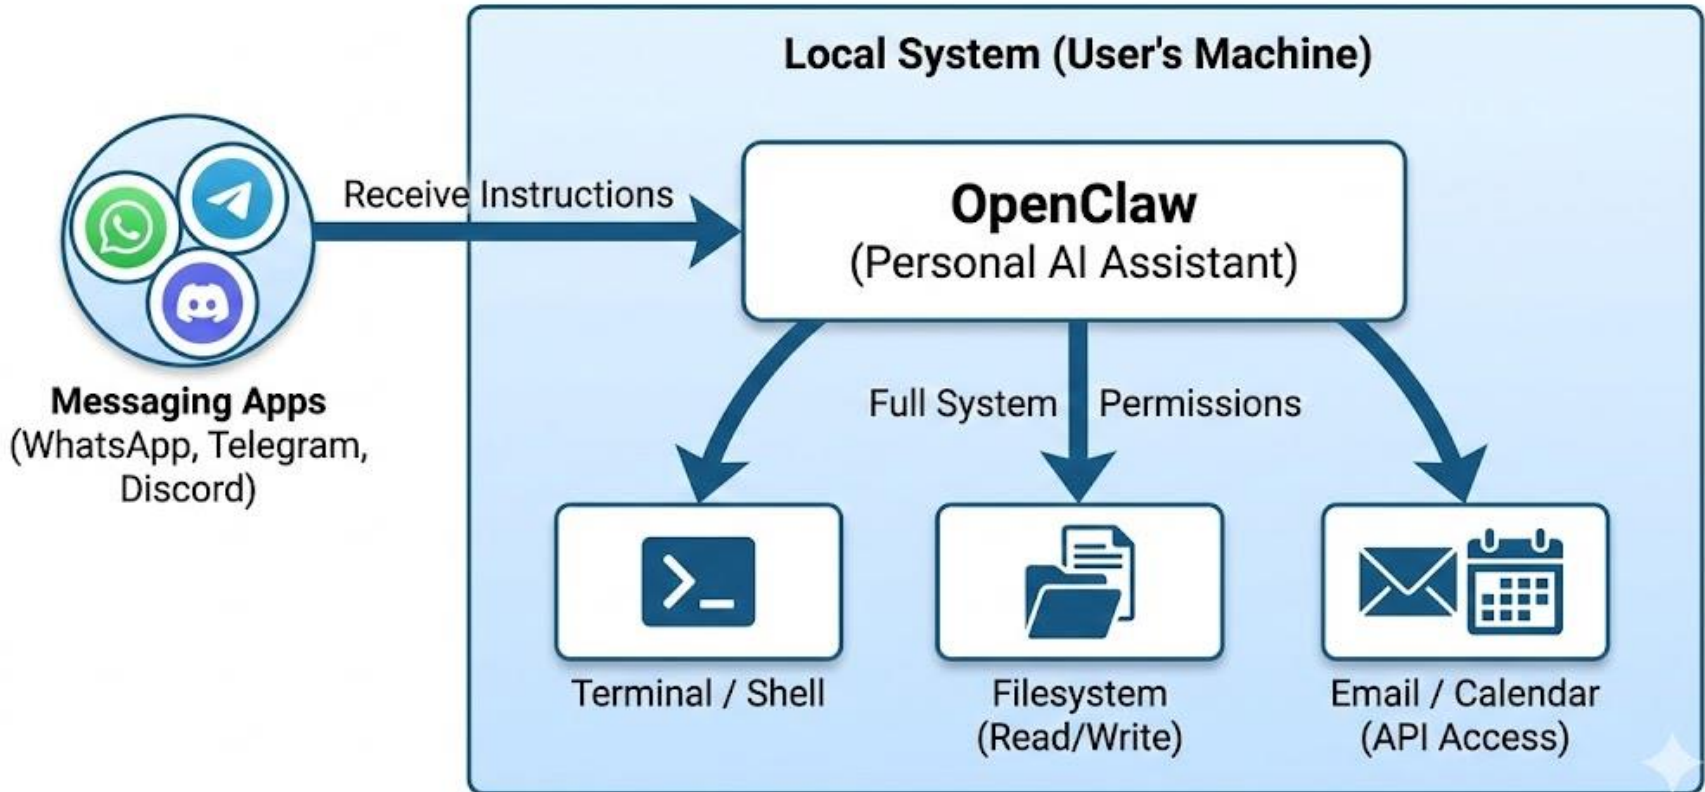 Local System (User's Machine)
Receive Instructions
OpenClaw
(Personal AI Assistant)
Messaging Apps
(WhatsApp, Telegram,
Discord)
Full System Permissions
Terminal / Shell
Filesystem
(Read/Write)
Email / Calendar
(API Access)